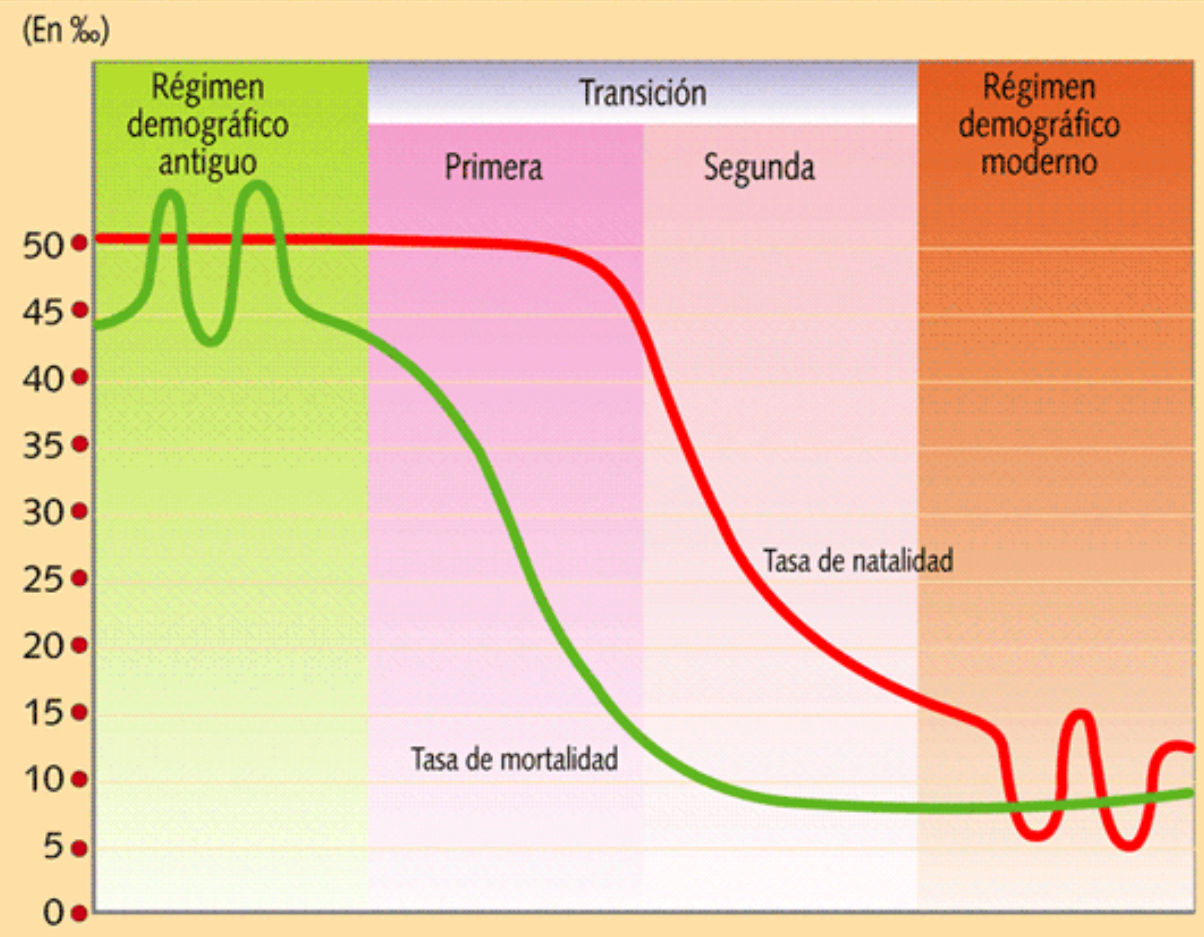 (En ‰)
Régimen
demográfico
antiguo
Transición
Primera
Segunda
Régimen
demográfico
moderno
50
45
40
35
30
25
20
15
10
5
0
Tasa de natalidad
Tasa de mortalidad